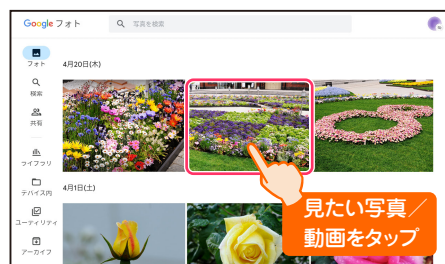 Google フォト
写真を検索
フォト
4月20日(木)
検索
共有
ライブラリ
4月1日(土)
デバイス内
ユーティリティ
アーカイブ
見たい写真/
動画をタップ